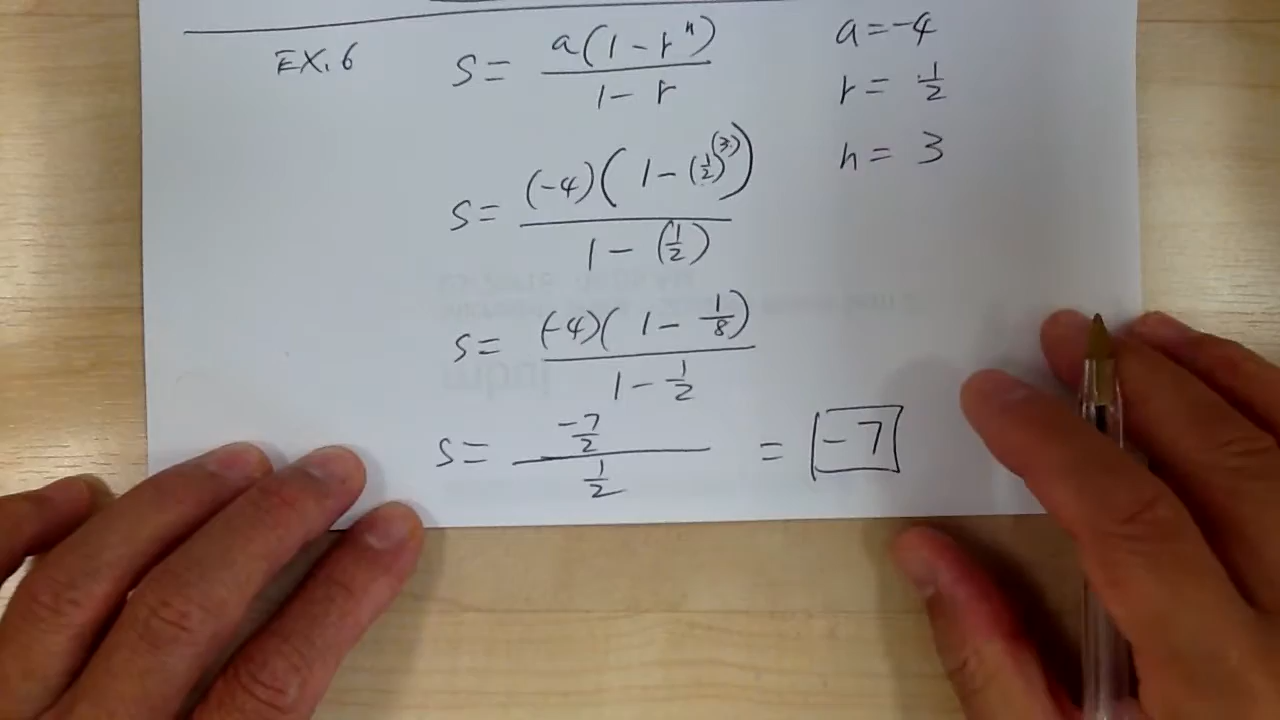 EX. 6
S = a(1 - r^n) / (1 - r)
a = -4
r = 1/2
n = 3
S = (-4)(1 - (1/2)^(3)) / (1 - (1/2))
S = (-4)(1 - 1/8) / (1 - 1/2)
S = (-7/2) / (1/2) = -7